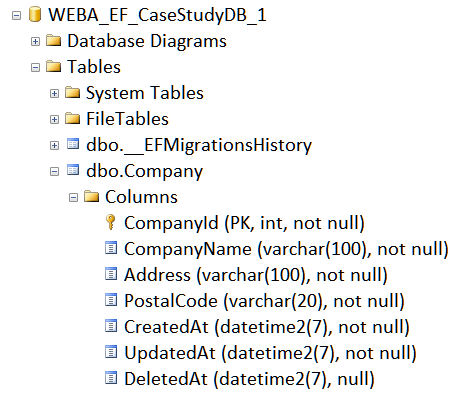 WEBA_EF_CaseStudyDB_1
Database Diagrams
Tables
System Tables
FileTables
dbo.__EFMigrationsHistory
dbo.Company
Columns
CompanyId (PK, int, not null)
CompanyName (varchar(100), not null)
Address (varchar(100), not null)
PostalCode (varchar(20), not null)
CreatedAt (datetime2(7), not null)
UpdatedAt (datetime2(7), not null)
DeletedAt (datetime2(7), null)